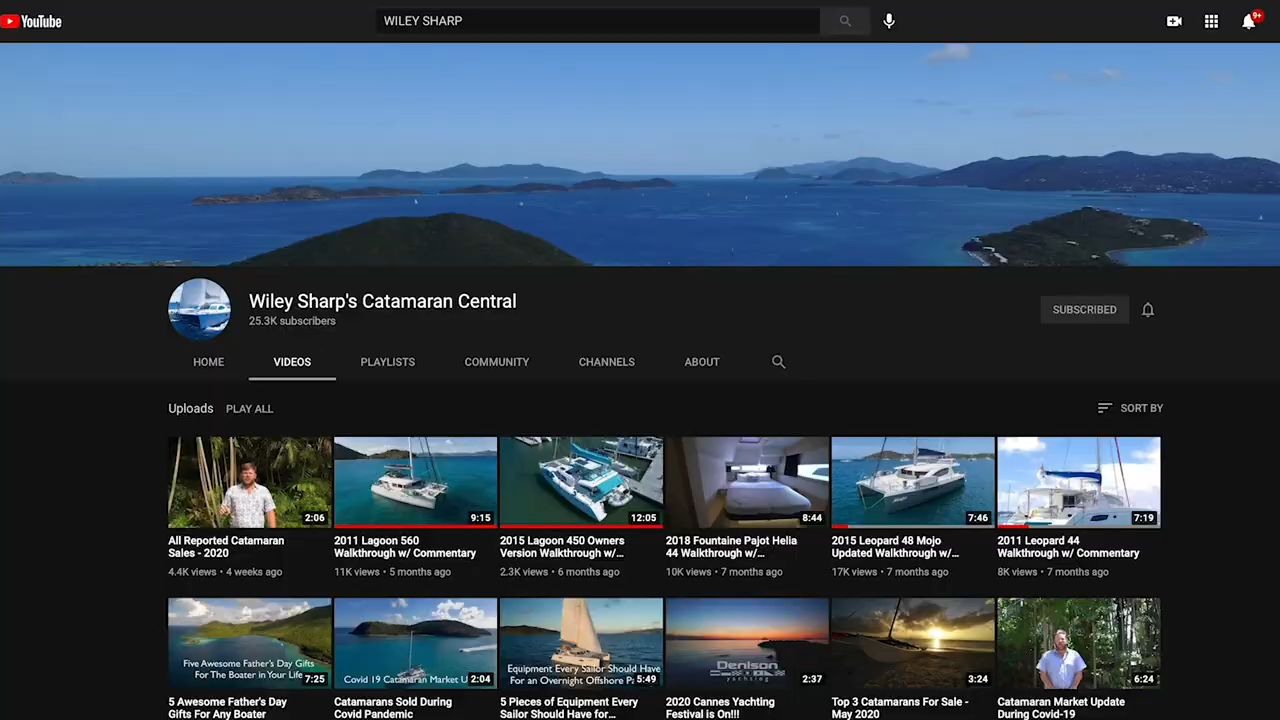 YouTube
WILEY SHARP
9+
Wiley Sharp's Catamaran Central
25.3K subscribers
SUBSCRIBED
HOME
VIDEOS
PLAYLISTS
COMMUNITY
CHANNELS
ABOUT
Uploads
PLAY ALL
SORT BY
2:06
9:15
12:05
8:44
7:46
7:19
All Reported Catamaran
Sales - 2020
4.4K views • 4 weeks ago
2011 Lagoon 560
Walkthrough w/ Commentary
11K views • 5 months ago
2015 Lagoon 450 Owners
Version Walkthrough w/...
2.3K views • 6 months ago
2018 Fountaine Pajot Helia
44 Walkthrough w/...
10K views • 7 months ago
2015 Leopard 48 Mojo
Updated Walkthrough w/...
17K views • 7 months ago
2011 Leopard 44
Walkthrough w/ Commentary
8K views • 7 months ago
Five Awesome Father's Day Gifts
For The Boater in Your Life
7:25
Covid 19 Catamaran Market U
2:04
Equipment Every Sailor Should Have
For an Overnight Offshore P
5:49
Denison
yachting
2:37
3:24
6:24
5 Awesome Father's Day
Gifts For Any Boater
Catamarans Sold During
Covid Pandemic
5 Pieces of Equipment Every
Sailor Should Have for...
2020 Cannes Yachting
Festival is On!!!
Top 3 Catamarans For Sale -
May 2020
Catamaran Market Update
During Covid-19